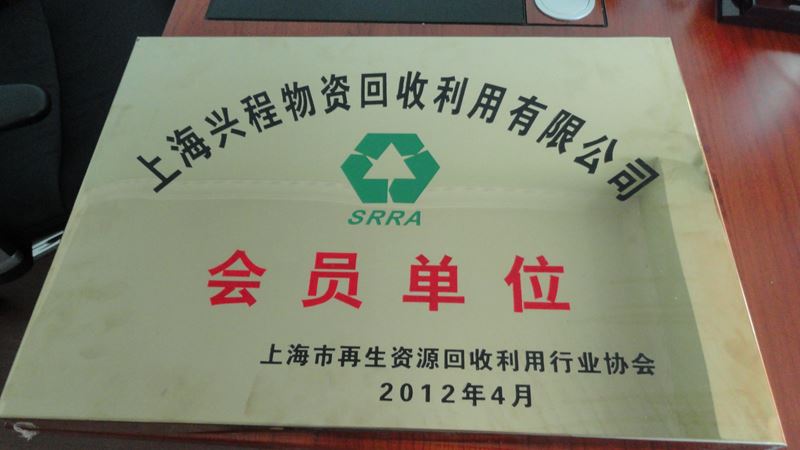 上海兴程物资回收利用有限公司
SRRA
会员单位
上海市再生资源回收利用行业协会
2012年4月